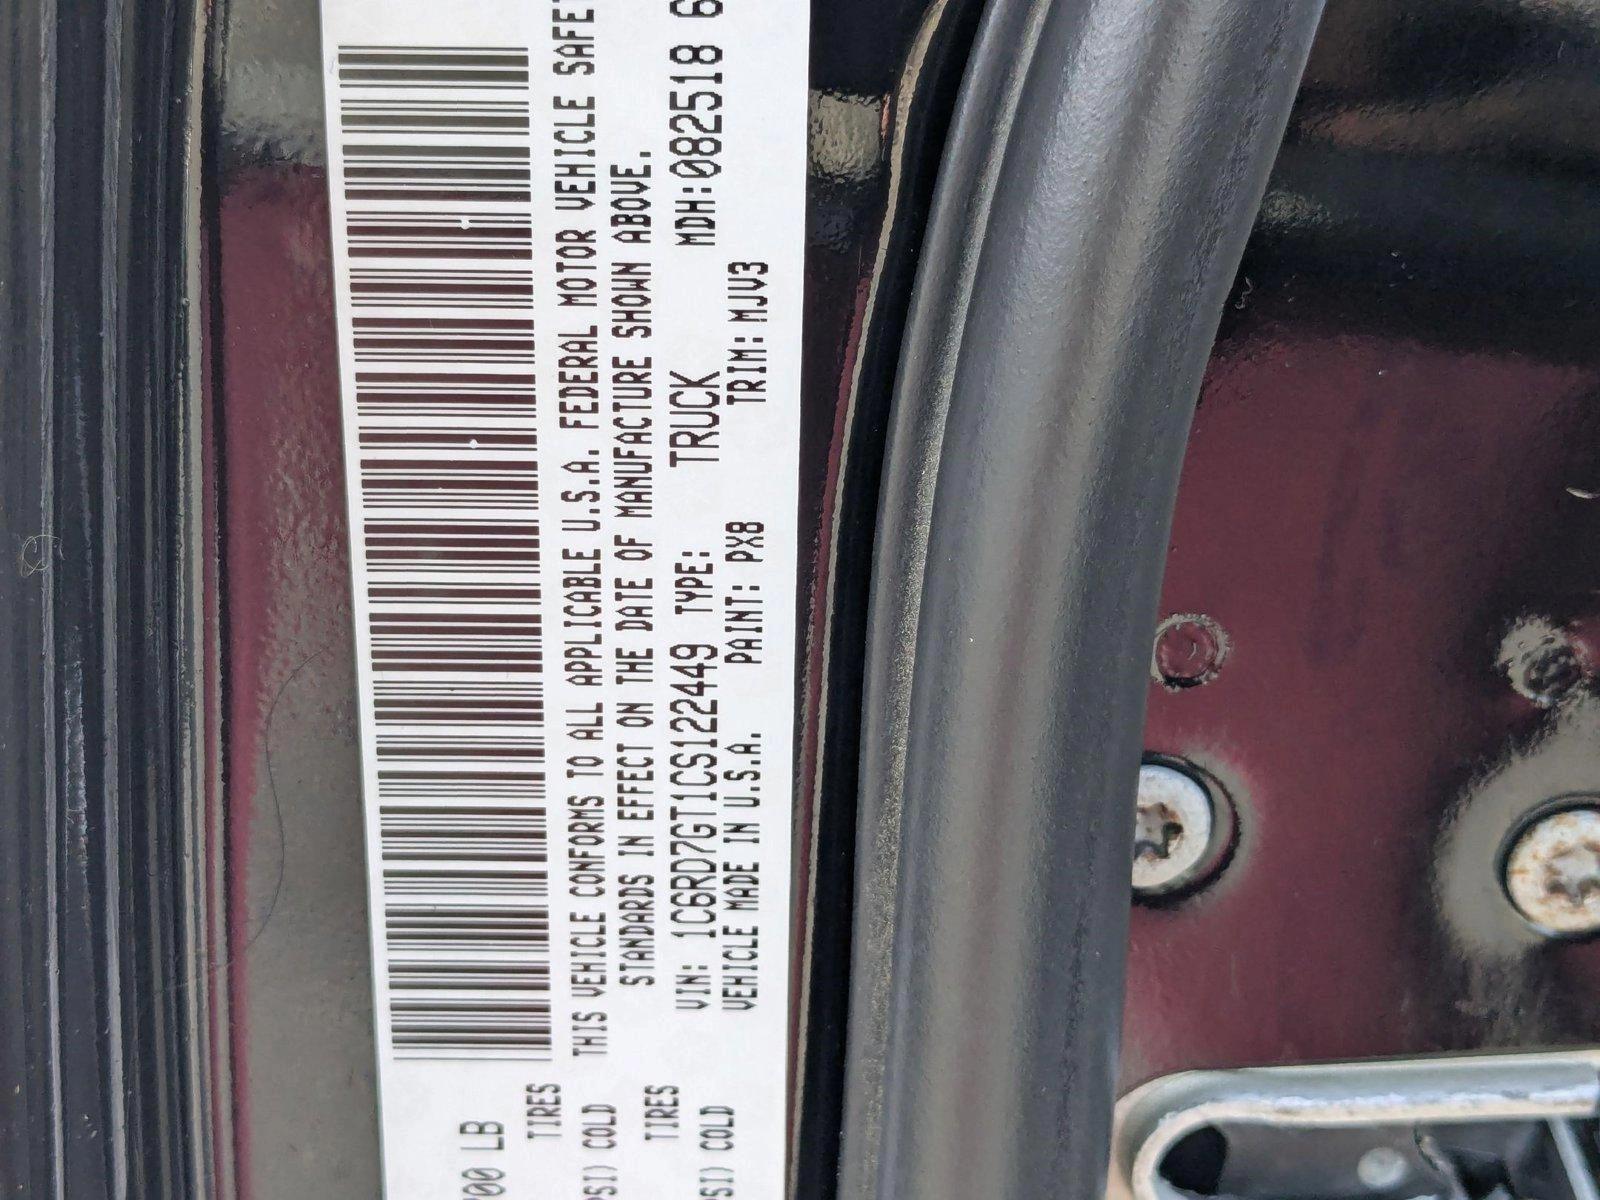 00 LB
TIRES
SI) COLD
TIRES
SI) COLD
THIS VEHICLE CONFORMS TO ALL APPLICABLE U.S.A. FEDERAL MOTOR VEHICLE SAFE
STANDARDS IN EFFECT ON THE DATE OF MANUFACTURE SHOWN ABOVE.
VIN: 1C6RD7GT1CS122449 TYPE: TRUCK MDH:082518 6
VEHICLE MADE IN U.S.A. PAINT: PX8 TRIM: MJV3